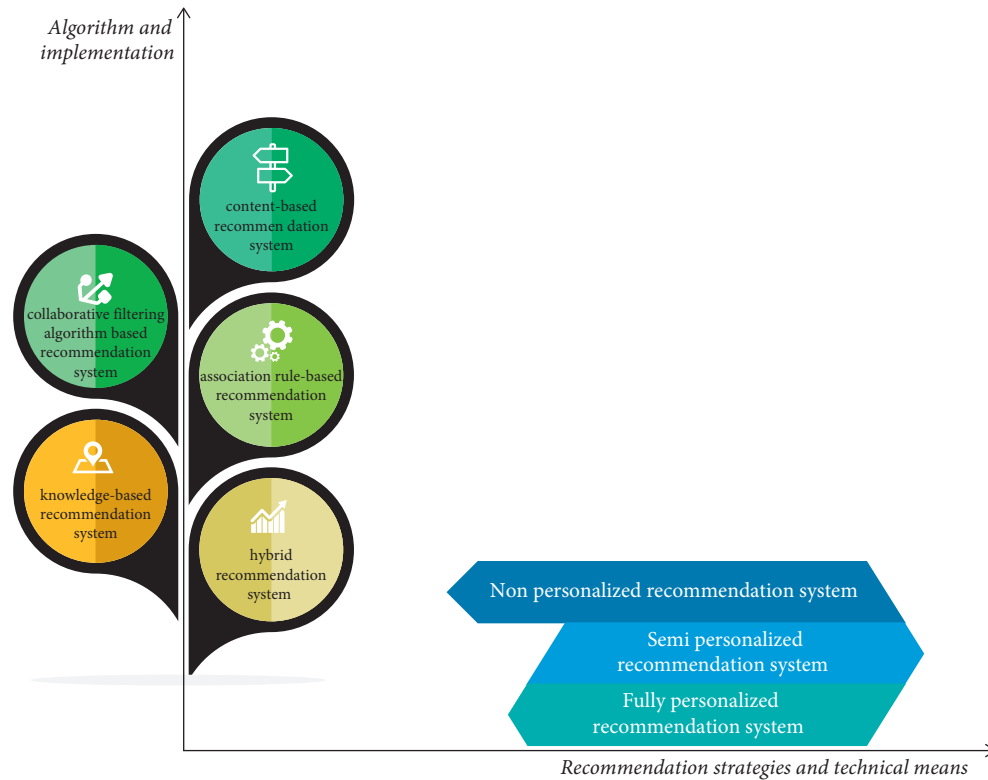 Algorithm and
implementation
content-based
recommen dation
system
collaborative filtering
algorithm based
recommendation
system
association rule-based
recommendation
system
knowledge-based
recommendation
system
hybrid
recommendation
system
Non personalized recommendation system
Semi personalized
recommendation system
Fully personalized
recommendation system
Recommendation strategies and technical means